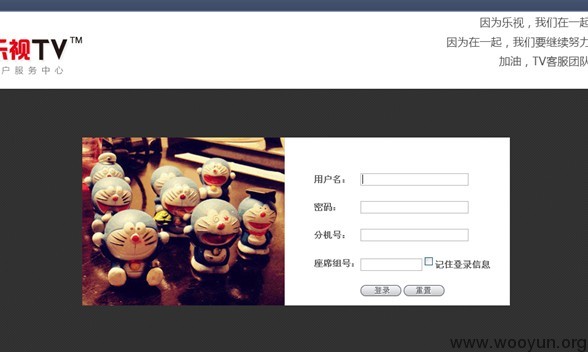 因为乐视，我们在一起
乐视TV™
因为在一起，我们要继续努力
户服务中心
加油，TV客服团队
用户名：
密码：
分机号：
座席组号：
记住登录信息
登录 重置
www.wooyun.org